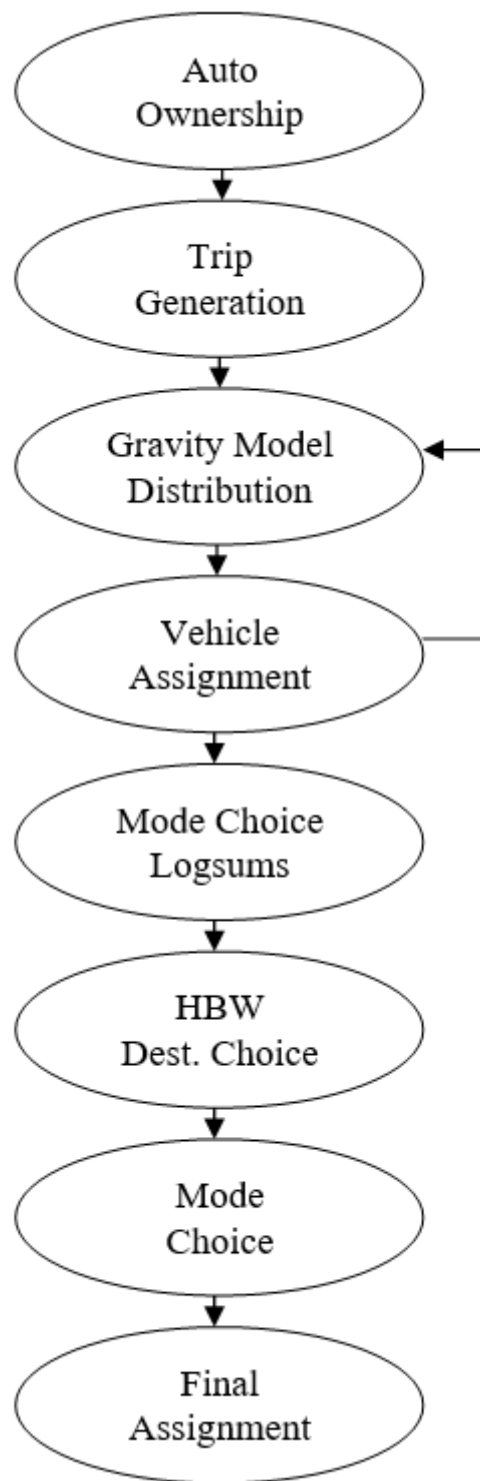 Auto
Ownership
Trip
Generation
Gravity Model
Distribution
Vehicle
Assignment
Mode Choice
Logsums
HBW
Dest. Choice
Mode
Choice
Final
Assignment